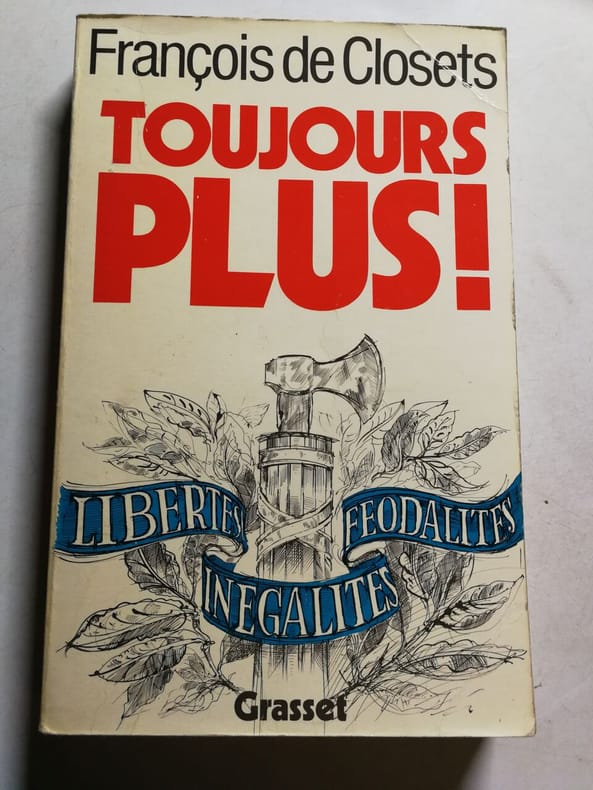 François de Closets
TOUJOURS
PLUS!
LIBERTES
INEGALITES
FEODALITES
Grasset